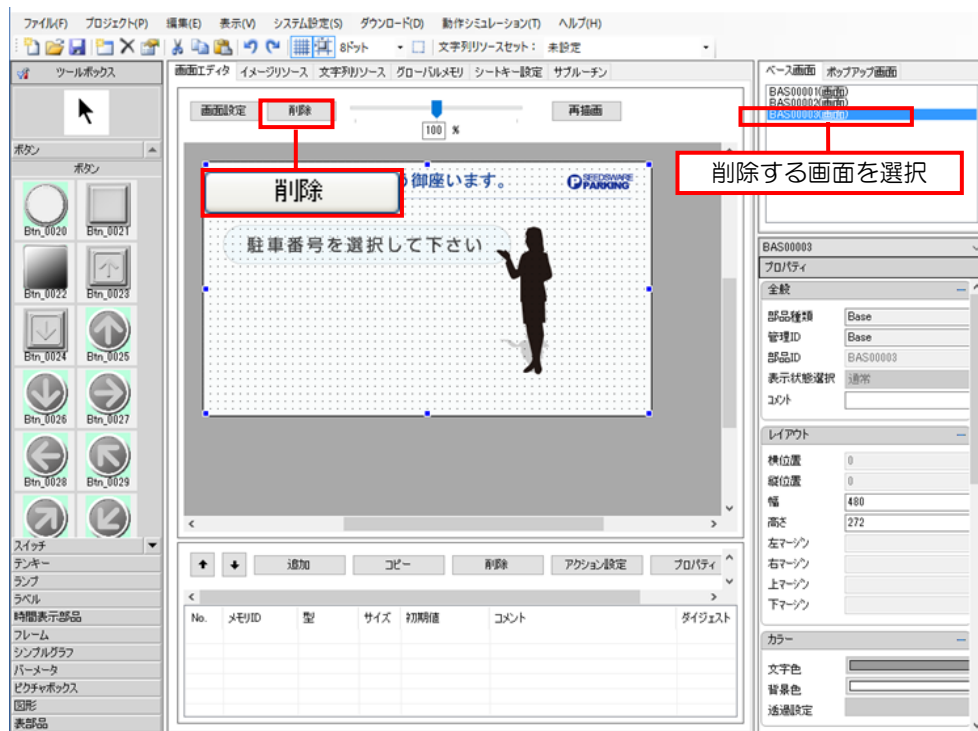 ファイル(F) プロジェクト(P) 編集(E) 表示(V) システム設定(S) ダウンロード(D) 動作シミュレーション(T) ヘルプ(H)
8ドット 文字列リソースセット： 未設定
ツールボックス
ボタン
ボタン
Btn_0020 Btn_0021
Btn_0022 Btn_0023
Btn_0024 Btn_0025
Btn_0026 Btn_0027
Btn_0028 Btn_0029
スイッチ
テンキー
ランプ
ラベル
時間表示部品
フレーム
シンプルグラフ
バーメータ
ピクチャボックス
図形
表部品
画面エディタ イメージリソース 文字列リソース グローバルメモリ シートキー設定 サブルーチン
画面設定 削除 100 % 再描画
削除
う御座います。 SEEDSWARE
PARKING
駐車番号を選択して下さい
追加 コピー 削除 アクション設定 プロパティ
No. メモリID 型 サイズ 初期値 コメント ダイジェスト
ベース画面 ポップアップ画面
BAS00001(画面)
BAS00002(画面)
BAS00003(画面)
削除する画面を選択
BAS00003
プロパティ
全般
部品種類 Base
管理ID Base
部品ID BAS00003
表示状態選択 通常
コメント
レイアウト
横位置 0
縦位置 0
幅 480
高さ 272
左マージン
右マージン
上マージン
下マージン
カラー
文字色
背景色
透過設定